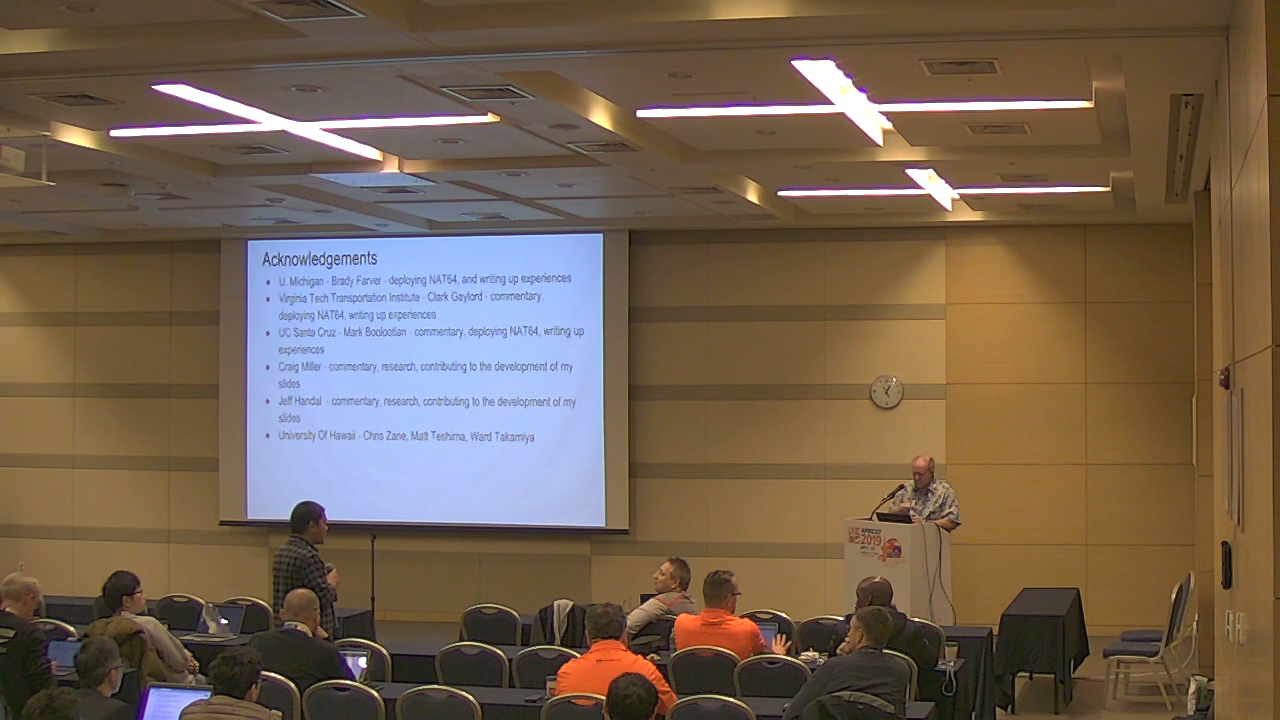 Acknowledgements
U. Michigan - Brady Farver - deploying NAT64, and writing up experiences
Virginia Tech Transportation Institute - Clark Gaylord - commentary,
deploying NAT64, writing up experiences
UC Santa Cruz - Mark Boolootian - commentary, deploying NAT64, writing up
experiences
Craig Miller - commentary, research, contributing to the development of my
slides
Jeff Handal - commentary, research, contributing to the development of my
slides
University Of Hawaii - Chris Zane, Matt Teshima, Ward Takamiya
APRICOT
2019